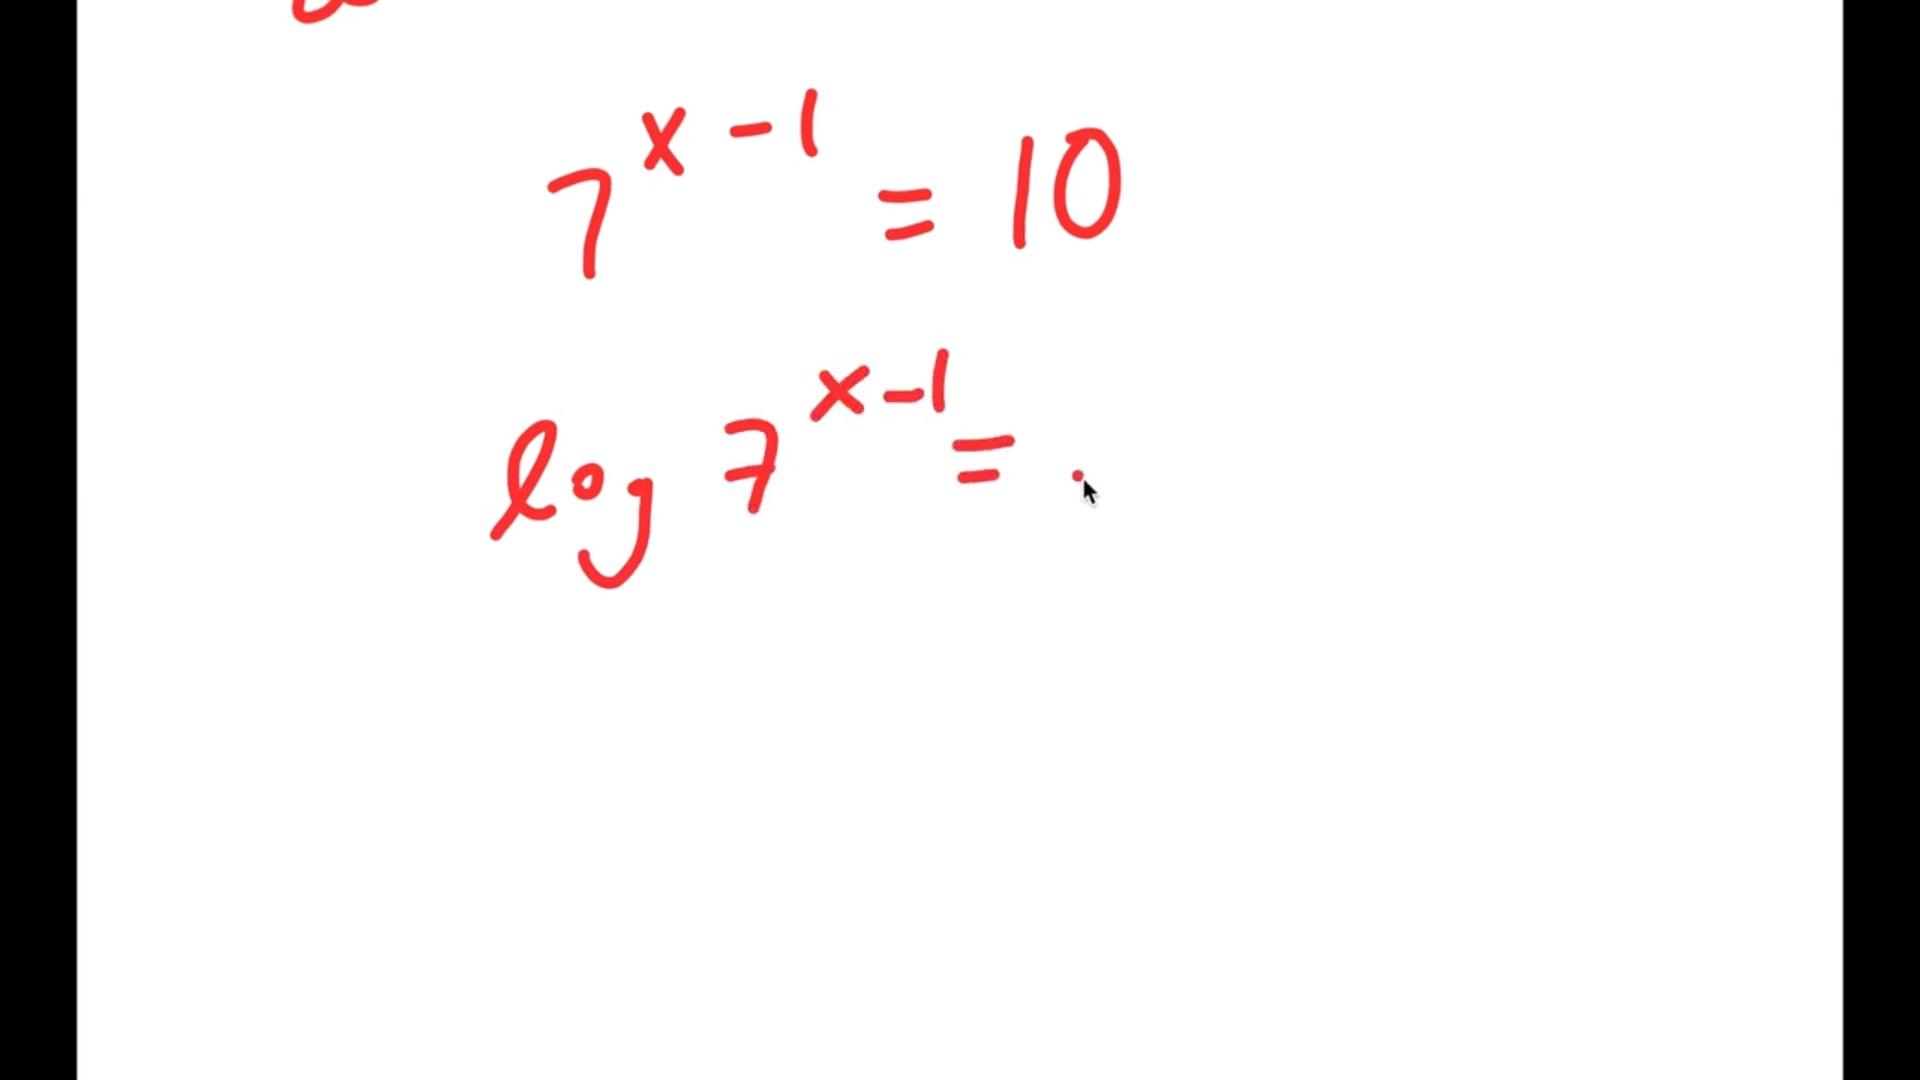 7^{x-1} = 10
log 7^{x-1} =